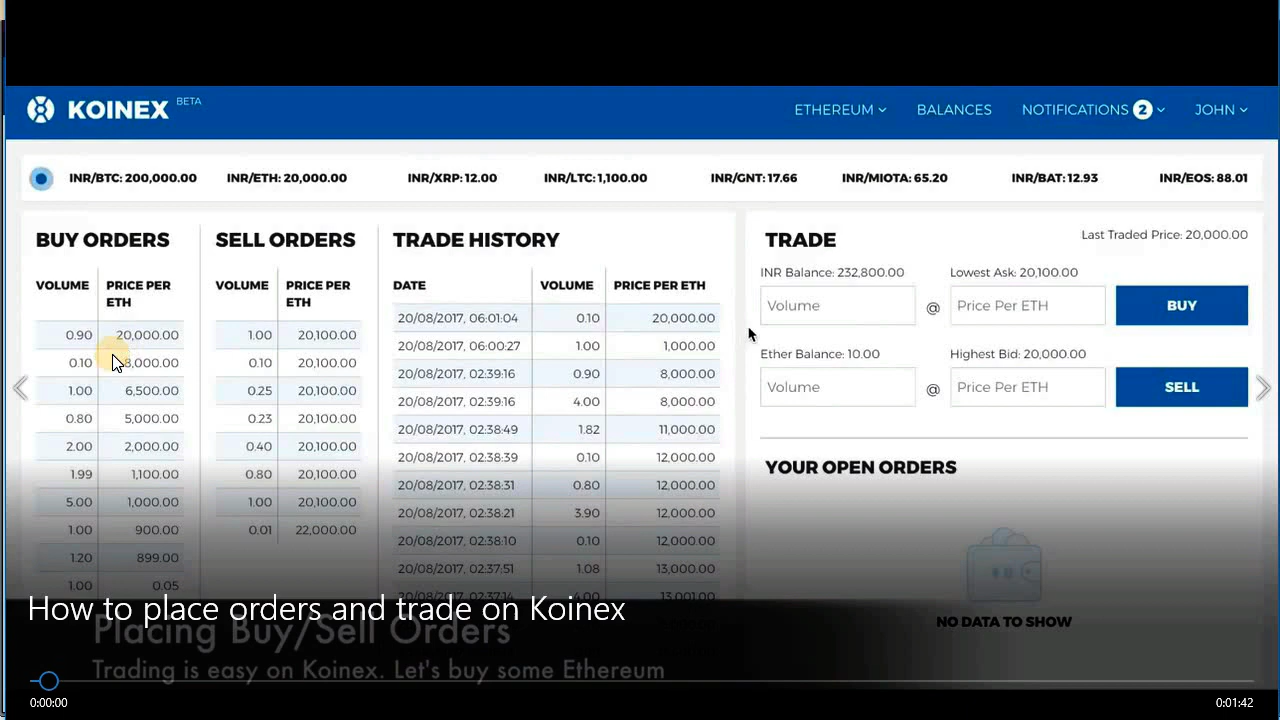 KOINEX BETA
ETHEREUM BALANCES NOTIFICATIONS 2 JOHN
INR/BTC: 200,000.00 INR/ETH: 20,000.00 INR/XRP: 12.00 INR/LTC: 1,100.00 INR/GNT: 17.66 INR/MIOTA: 65.20 INR/BAT: 12.93 INR/EOS: 88.01
BUY ORDERS
VOLUME PRICE PER ETH
0.90 20,000.00
0.10 8,000.00
1.00 6,500.00
0.80 5,000.00
2.00 2,000.00
1.99 1,100.00
5.00 1,000.00
1.00 900.00
1.20 899.00
1.00 0.05
SELL ORDERS
VOLUME PRICE PER ETH
1.00 20,100.00
0.10 20,100.00
0.25 20,100.00
0.23 20,100.00
0.40 20,100.00
0.80 20,100.00
1.00 20,100.00
0.01 22,000.00
TRADE HISTORY
DATE VOLUME PRICE PER ETH
20/08/2017, 06:01:04 0.10 20,000.00
20/08/2017, 06:00:27 1.00 1,000.00
20/08/2017, 02:39:16 0.90 8,000.00
20/08/2017, 02:39:16 4.00 8,000.00
20/08/2017, 02:38:49 1.82 11,000.00
20/08/2017, 02:38:39 0.10 12,000.00
20/08/2017, 02:38:31 0.80 12,000.00
20/08/2017, 02:38:21 3.90 12,000.00
20/08/2017, 02:38:10 0.10 12,000.00
20/08/2017, 02:37:51 1.08 13,000.00
20/08/2017, 02:37:14 4.00 13,001.00
TRADE
Last Traded Price: 20,000.00
INR Balance: 232,800.00 Lowest Ask: 20,100.00
Volume @ Price Per ETH BUY
Ether Balance: 10.00 Highest Bid: 20,000.00
Volume @ Price Per ETH SELL
YOUR OPEN ORDERS
NO DATA TO SHOW
How to place orders and trade on Koinex
Placing Buy/Sell Orders
Trading is easy on Koinex. Let's buy some Ethereum
0:00:00 0:01:42